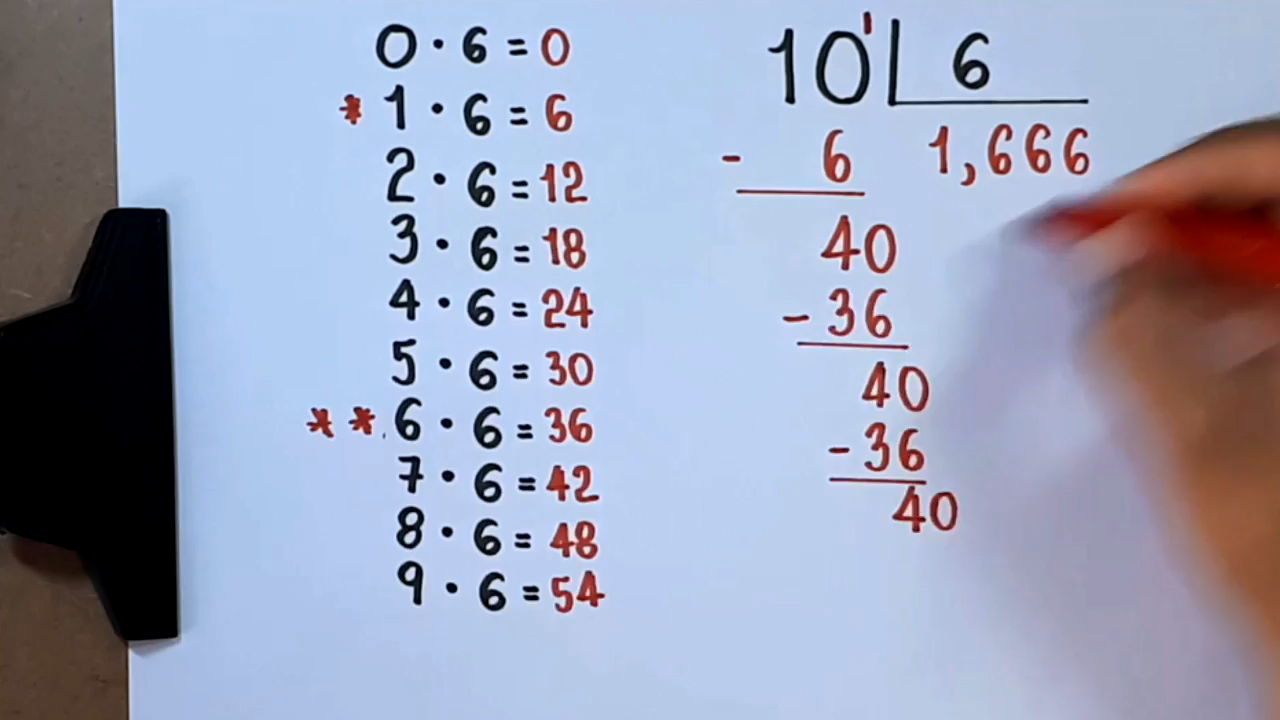 0 · 6 = 0
* 1 · 6 = 6
2 · 6 = 12
3 · 6 = 18
4 · 6 = 24
5 · 6 = 30
* * 6 · 6 = 36
7 · 6 = 42
8 · 6 = 48
9 · 6 = 54
10' 6
- 6 1,666
40
- 36
40
- 36
40